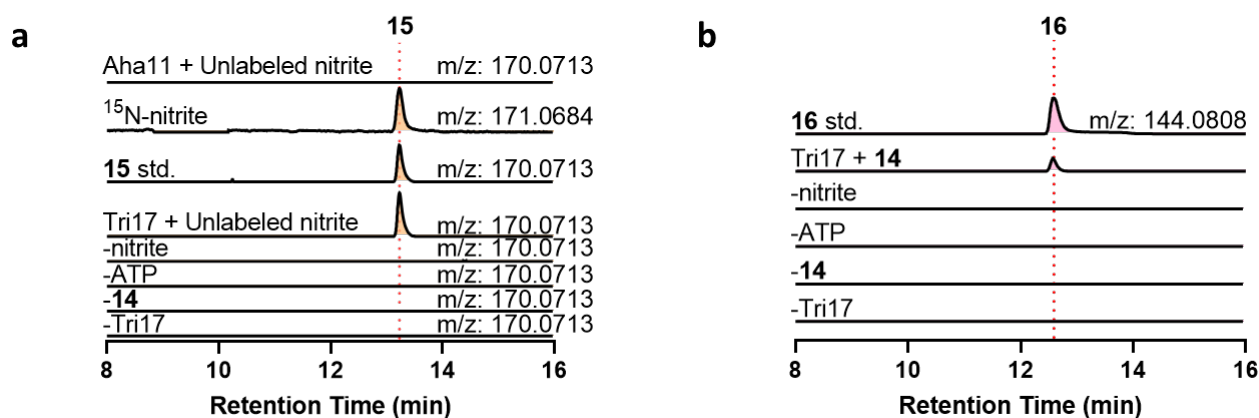 a
15
Aha11 + Unlabeled nitrite m/z: 170.0713
15N-nitrite m/z: 171.0684
15 std. m/z: 170.0713
Tri17 + Unlabeled nitrite m/z: 170.0713
-nitrite m/z: 170.0713
-ATP m/z: 170.0713
-14 m/z: 170.0713
-Tri17 m/z: 170.0713
8 10 12 14 16
Retention Time (min)
b
16
16 std. m/z: 144.0808
Tri17 + 14
-nitrite
-ATP
-14
-Tri17
8 10 12 14 16
Retention Time (min)